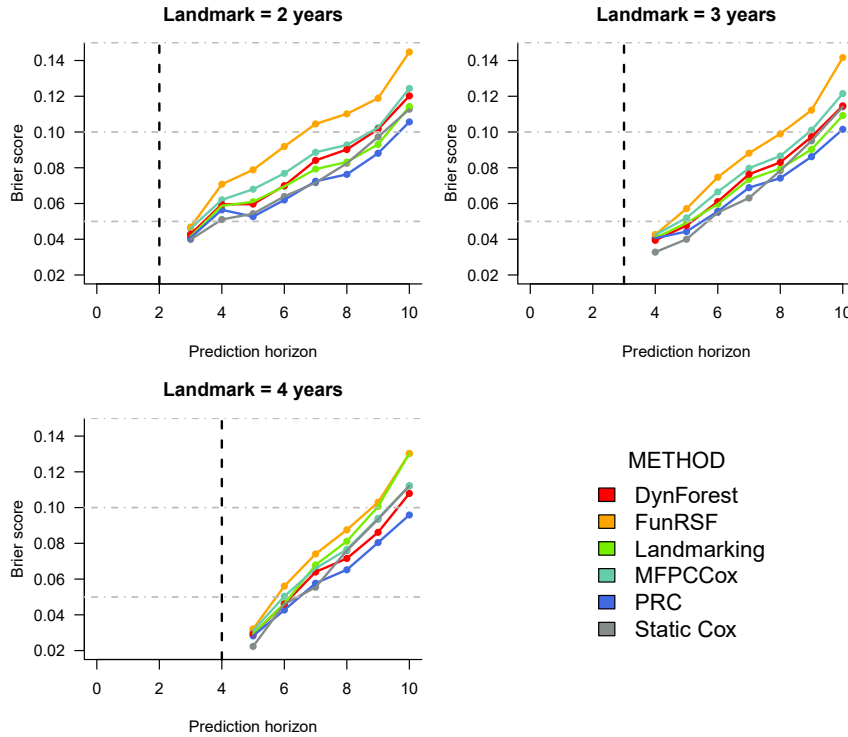 Landmark = 2 years
Brier score
0.14
0.12
0.10
0.08
0.06
0.04
0.02
0 2 4 6 8 10
Prediction horizon
Landmark = 3 years
Brier score
0.14
0.12
0.10
0.08
0.06
0.04
0.02
0 2 4 6 8 10
Prediction horizon
Landmark = 4 years
Brier score
0.14
0.12
0.10
0.08
0.06
0.04
0.02
0 2 4 6 8 10
Prediction horizon
METHOD
DynForest
FunRSF
Landmarking
MFPCCox
PRC
Static Cox